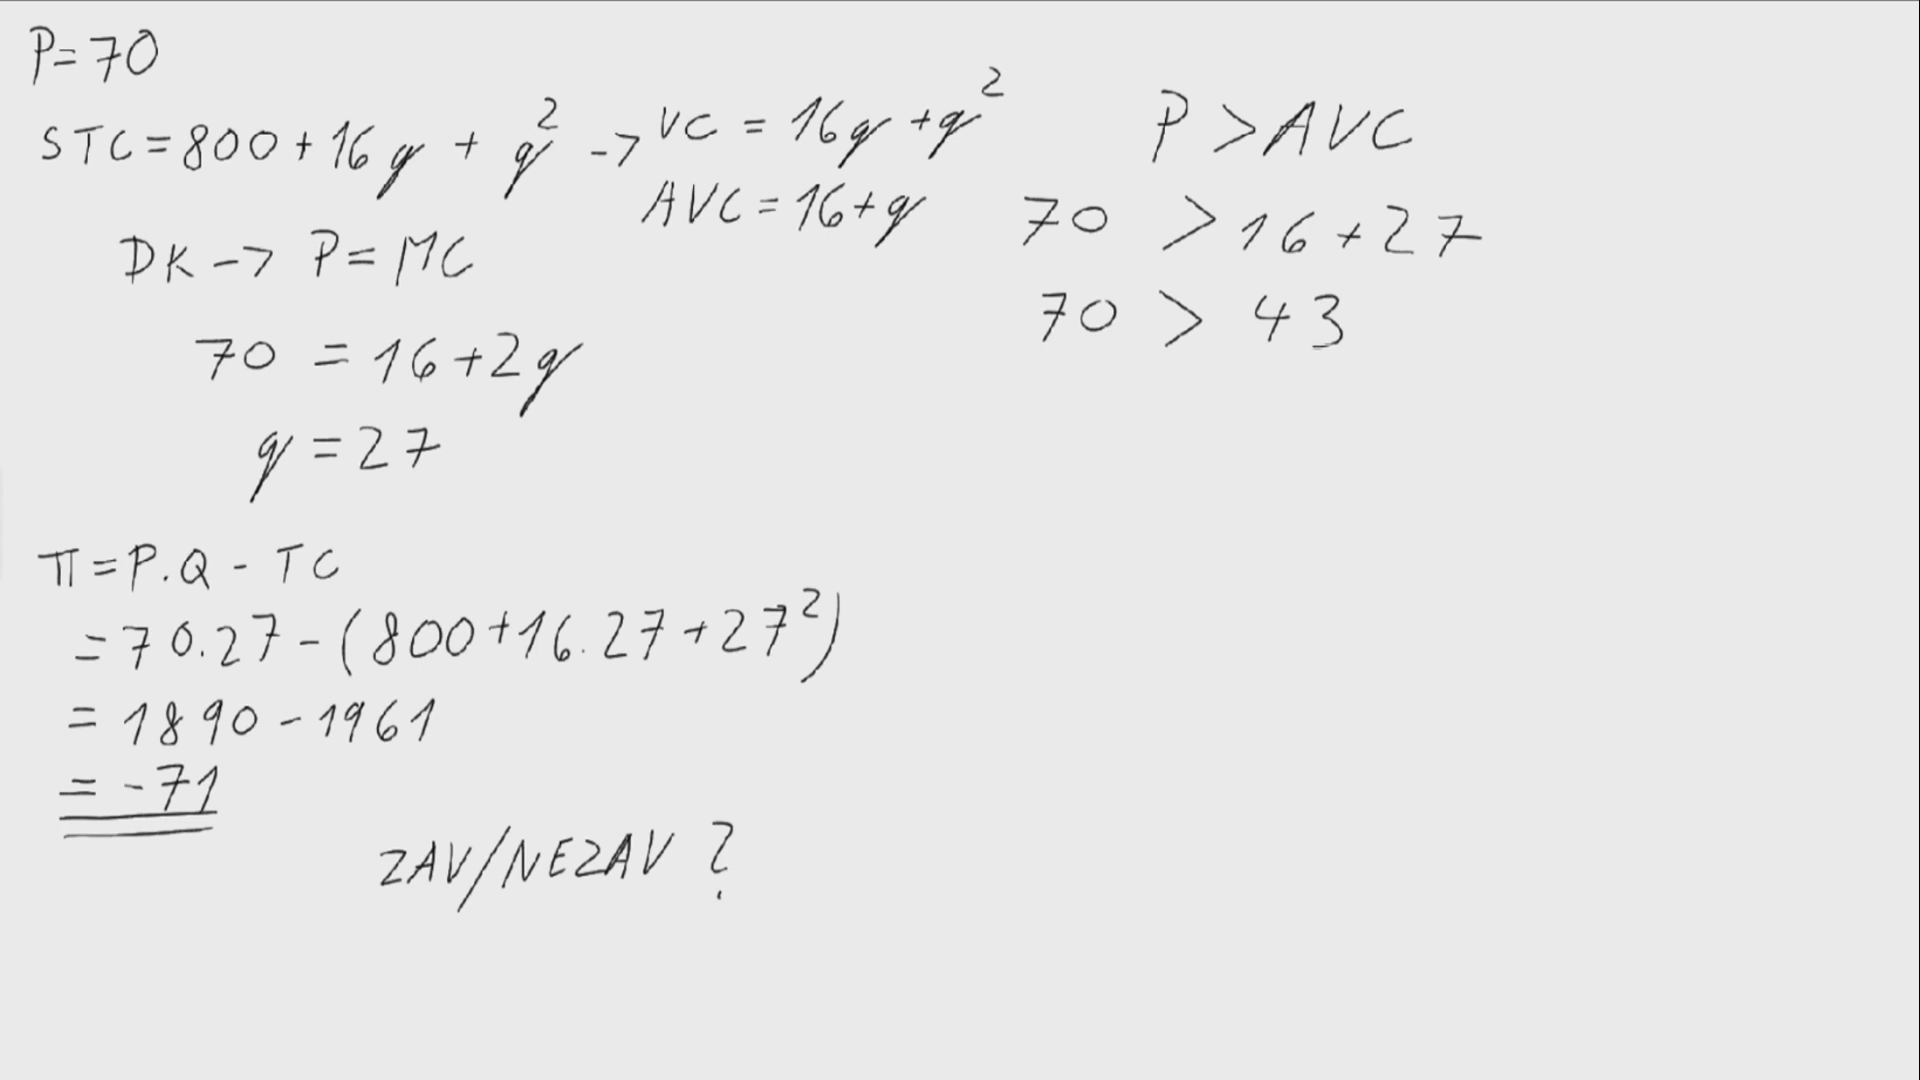 P=70
STC=800+16q + q² -> VC = 16q+q²
AVC=16+q
DK -> P=MC
70 = 16+2q
q =27
π=P.Q - TC
=70.27-(800+16.27+27²)
= 1890-1961
= -71
ZAV/NEZAV ?
P >AVC
70 >16+27
70 > 43